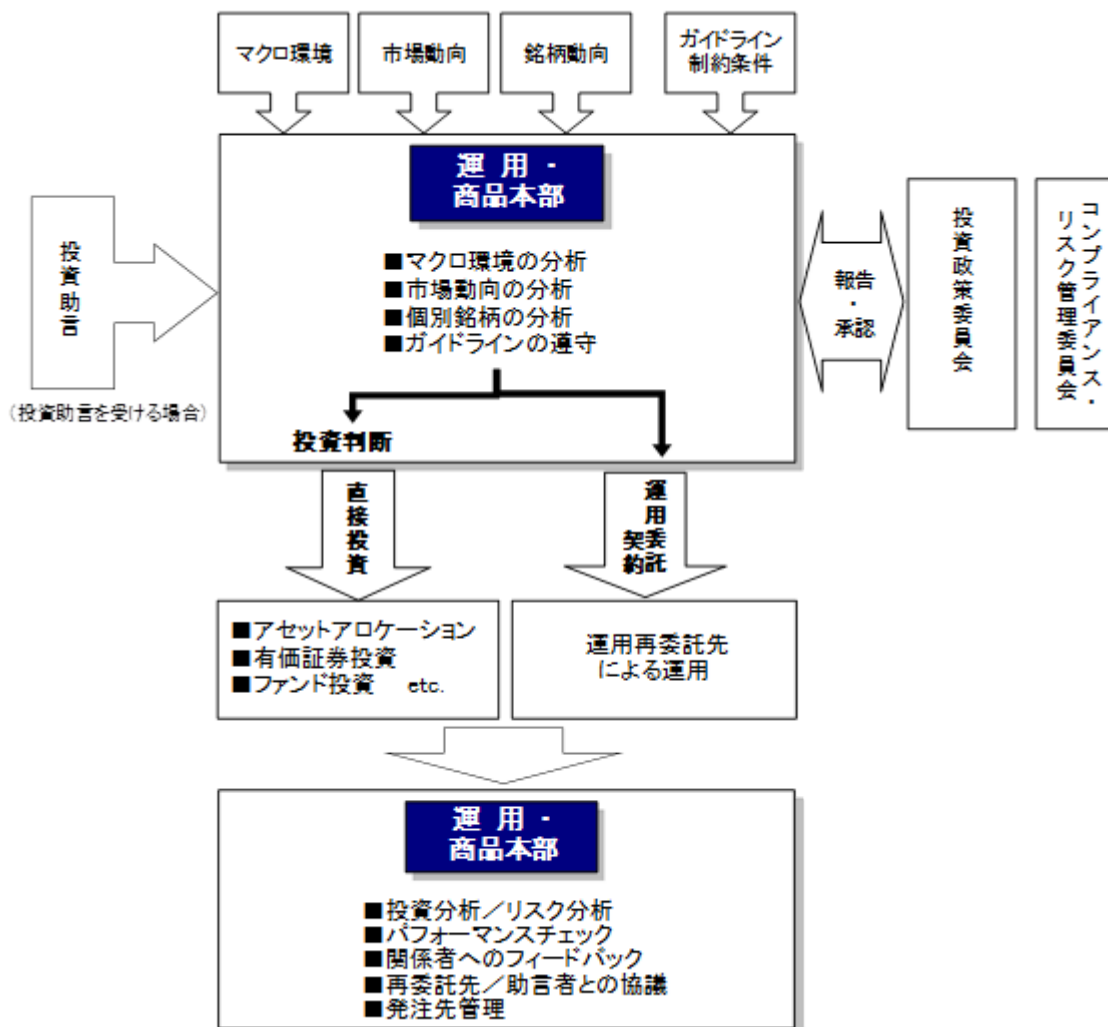 マクロ環境
市場動向
銘柄動向
ガイドライン
制約条件
運 用 -
商品本部
■マクロ環境の分析
■市場動向の分析
■個別銘柄の分析
■ガイドラインの遵守
投資助言
(投資助言を受ける場合)
報告
・
承認
投資政策委員会
コンプライアンス・
リスク管理委員会
投資判断
直接投資
運用委託
契約
■アセットアロケーション
■有価証券投資
■ファンド投資 etc.
運用再委託先
による運用
運 用 -
商品本部
■投資分析／リスク分析
■パフォーマンスチェック
■関係者へのフィードバック
■再委託先／助言者との協議
■発注先管理